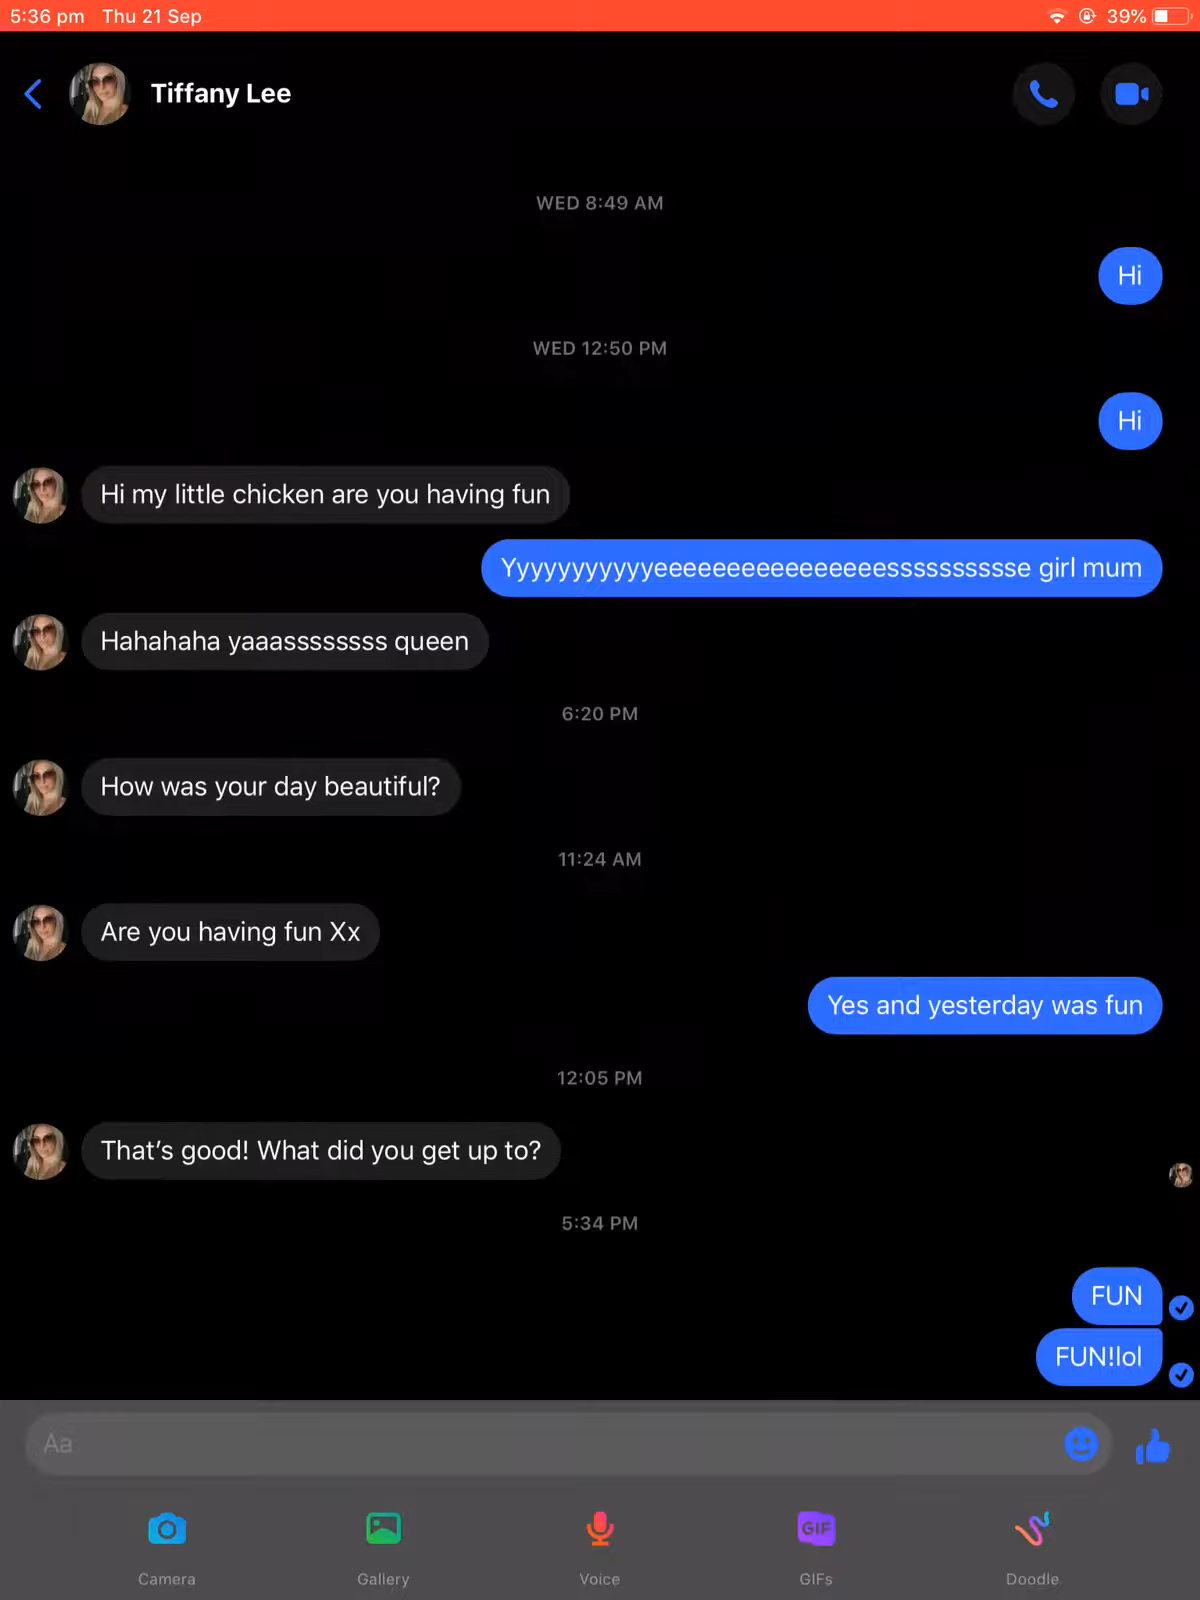 5:36 pm Thu 21 Sep 39%
Tiffany Lee
WED 8:49 AM
Hi
WED 12:50 PM
Hi
Hi my little chicken are you having fun
Yyyyyyyyyyyeeeeeeeeeeeeeeeesssssssssse girl mum
Hahahaha yaaassssssss queen
6:20 PM
How was your day beautiful?
11:24 AM
Are you having fun Xx
Yes and yesterday was fun
12:05 PM
That’s good! What did you get up to?
5:34 PM
FUN
FUN!lol
Aa
GIF
Camera Gallery Voice GIFs Doodle